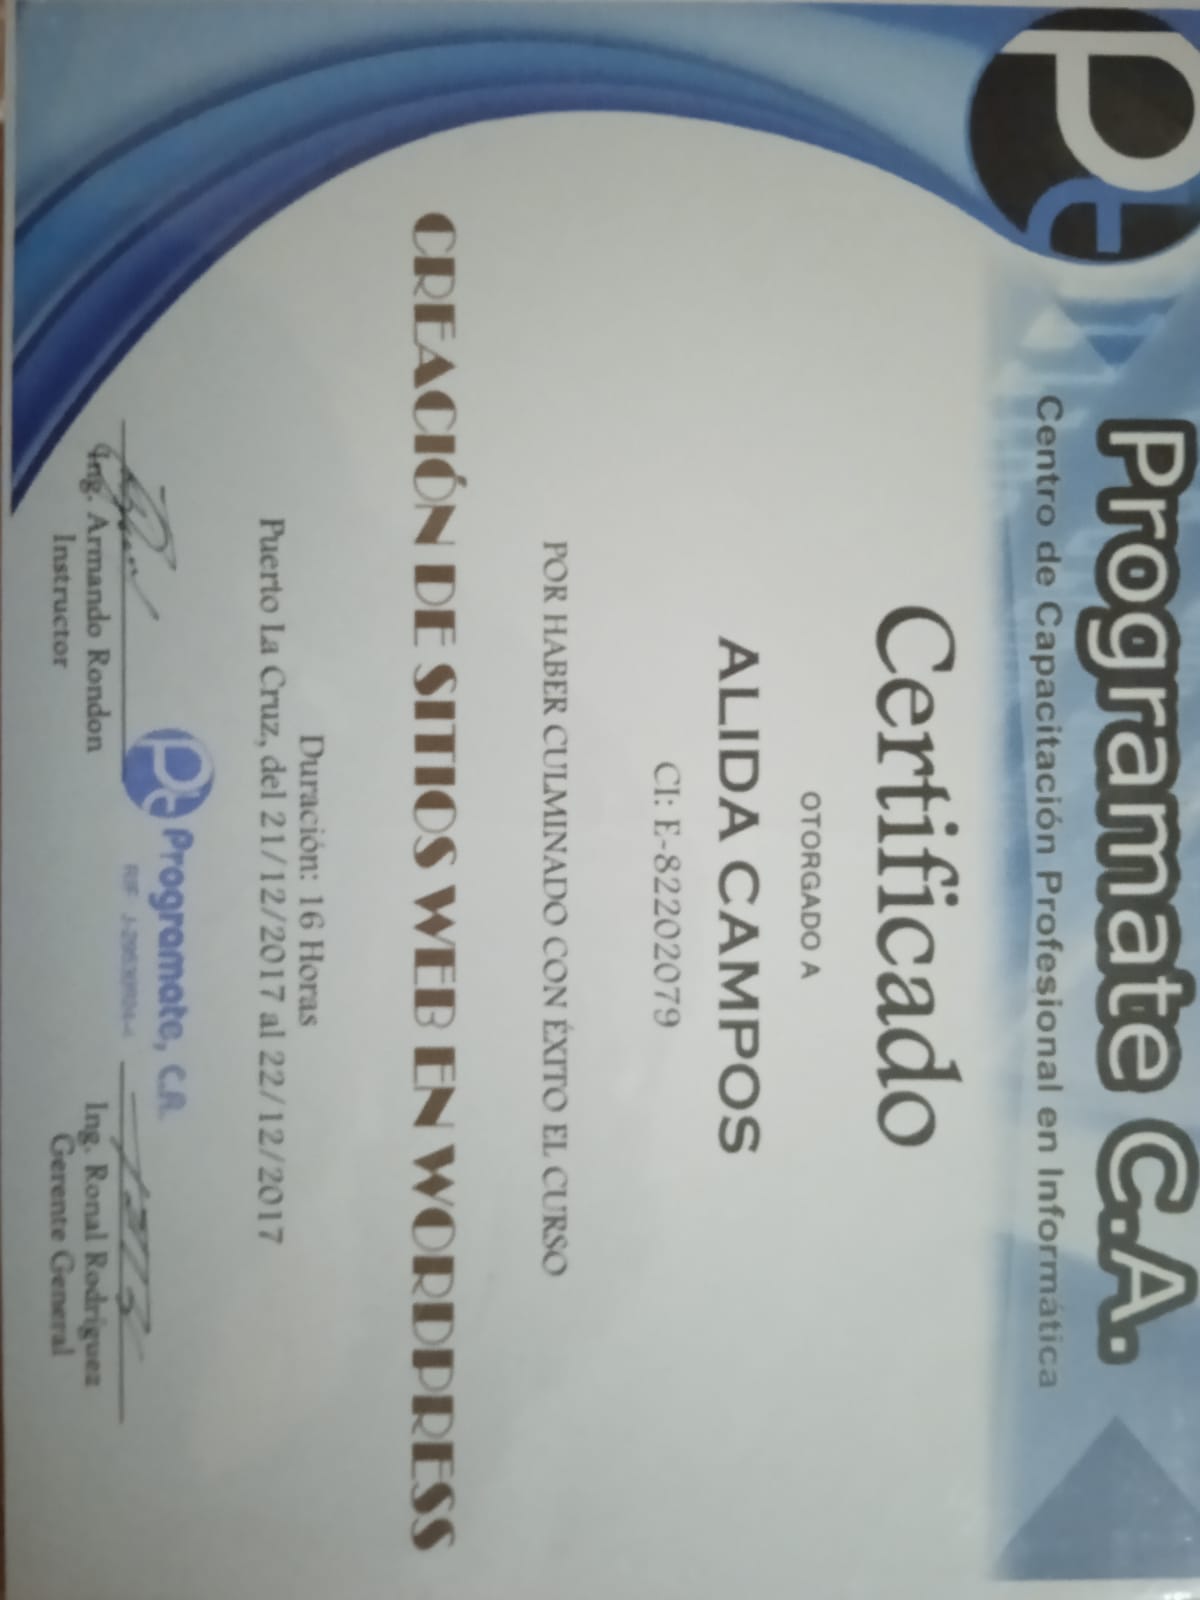 Pt
Programate C.A.
Centro de Capacitación Profesional en Informática
Certificado
OTORGADO A
ALIDA CAMPOS
CI: E-82202079
POR HABER CULMINADO CON ÉXITO EL CURSO
CREACIÓN DE SITIOS WEB EN WORDPRESS
Duración: 16 Horas
Puerto La Cruz, del 21/12/2017 al 22/12/2017
Pt Programate, C.A.
RIF
Ing. Armando Rondon
Instructor
Ing. Ronal Rodríguez
Gerente General